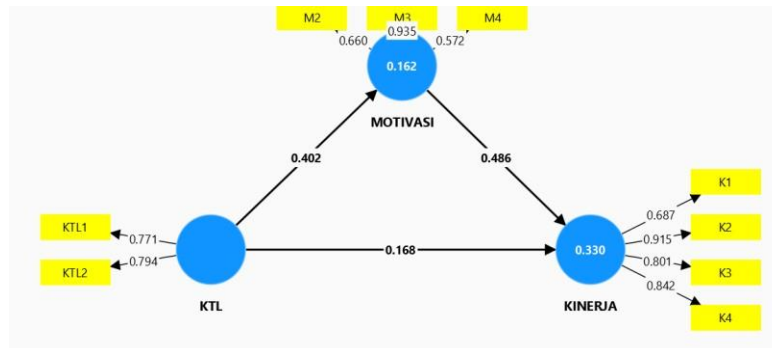 M2
M3
M4
0.660
0.935
0.572
0.162
MOTIVASI
0.402
0.486
KTL1
0.771
KTL2
0.794
KTL
0.168
0.330
KINERJA
0.687
K1
0.915
K2
0.801
K3
0.842
K4